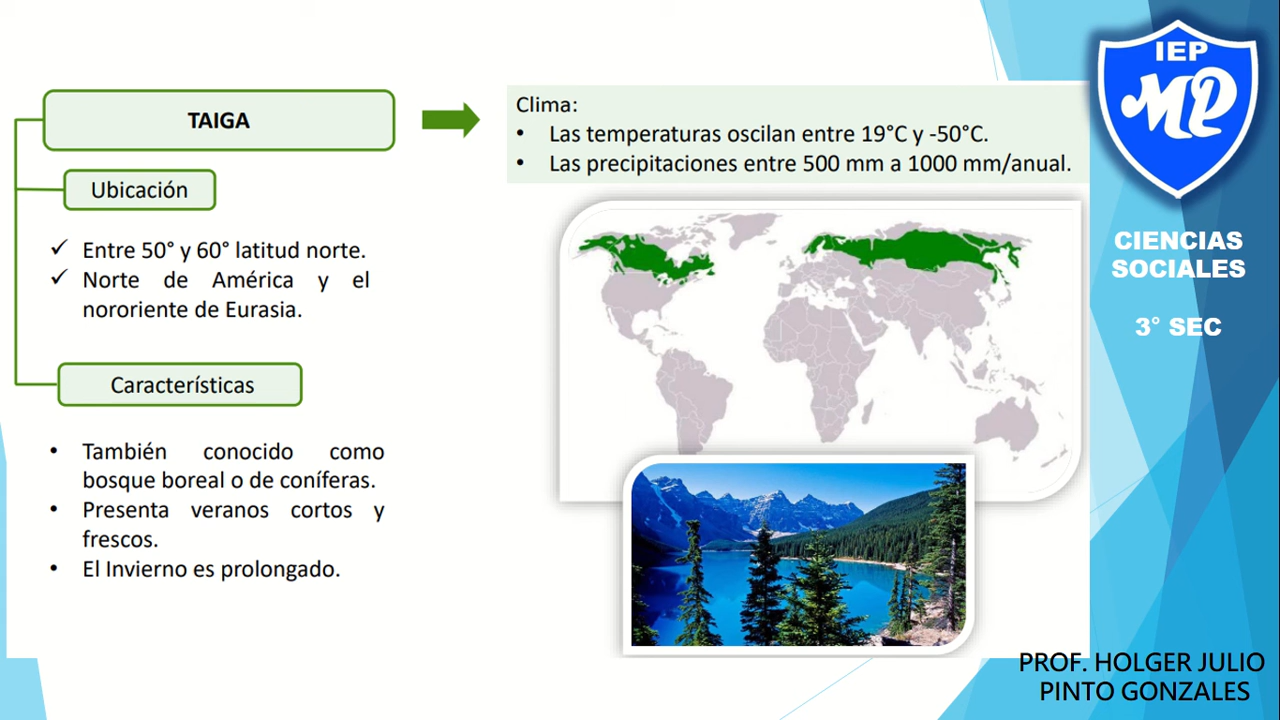 TAIGA
Ubicación
✓ Entre 50° y 60° latitud norte.
✓ Norte de América y el
nororiente de Eurasia.
Características
• También conocido como
bosque boreal o de coníferas.
• Presenta veranos cortos y
frescos.
• El Invierno es prolongado.
Clima:
• Las temperaturas oscilan entre 19°C y -50°C.
• Las precipitaciones entre 500 mm a 1000 mm/anual.
IEP
MP
CIENCIAS
SOCIALES
3° SEC
PROF. HOLGER JULIO
PINTO GONZALES